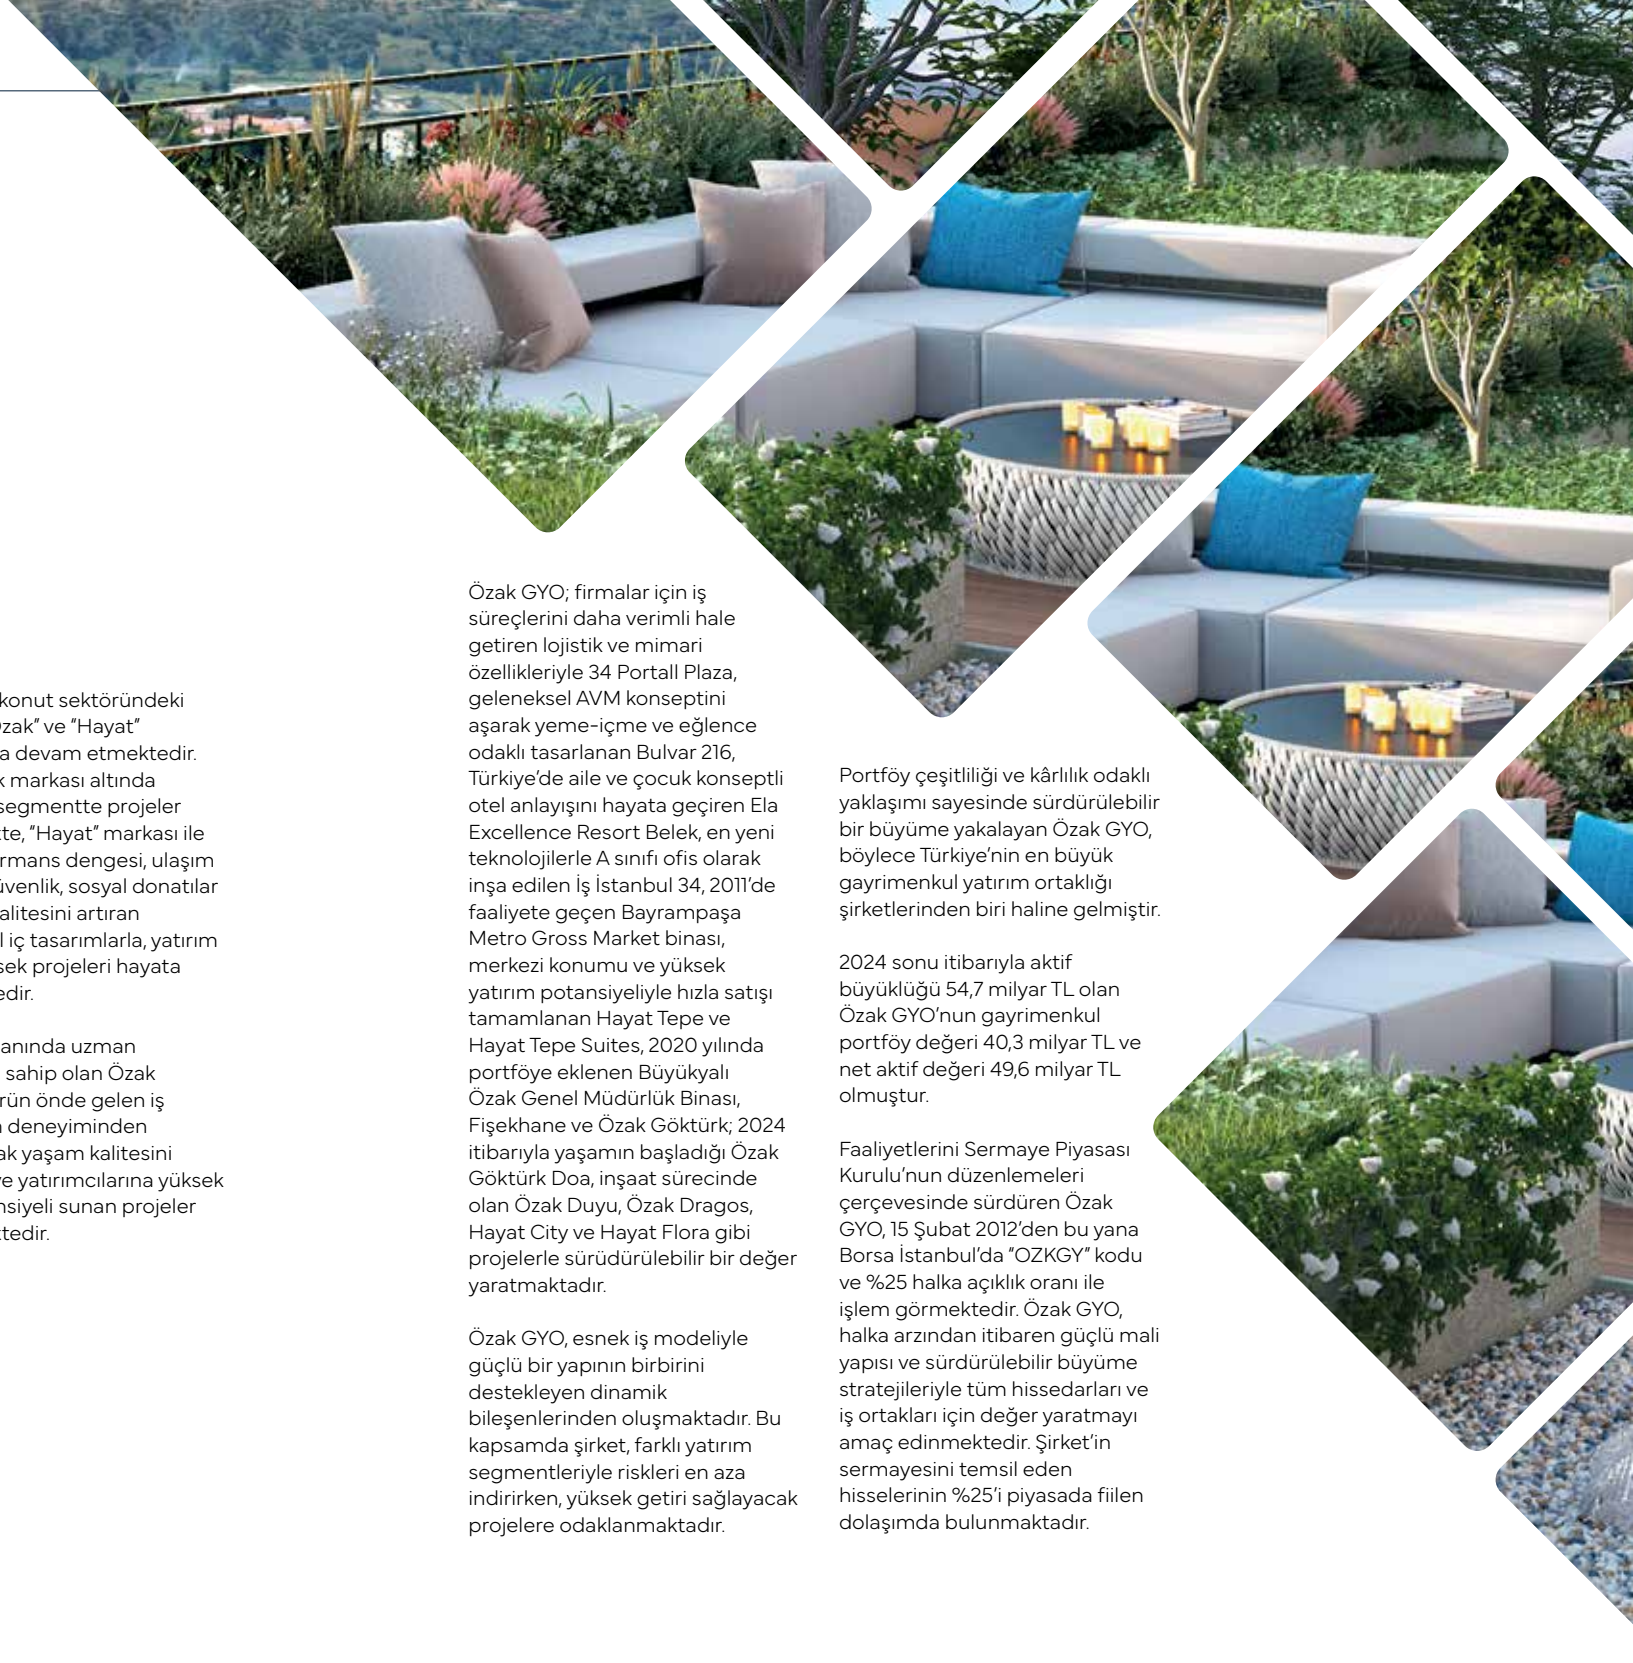 konut sektöründeki
ve “Hayat”
devam etmektedir.
markası altında
segmentte projeler
“Hayat” markası ile
dengesi, ulaşım
sosyal donatılar
artıran
iç tasarımlarla, yatırım
projeleri hayata
uzman
sahip olan Özak
önde gelen iş
deneyiminden
yaşam kalitesini
yatırımcılarına yüksek
sunan projeler
Özak GYO; firmalar için iş
süreçlerini daha verimli hale
getiren lojistik ve mimari
özellikleriyle 34 Portall Plaza,
geleneksel AVM konseptini
aşarak yeme-içme ve eğlence
odaklı tasarlanan Bulvar 216,
Türkiye’de aile ve çocuk konseptli
otel anlayışını hayata geçiren Ela
Excellence Resort Belek, en yeni
teknolojilerle A sınıfı ofis olarak
inşa edilen İş İstanbul 34, 2011’de
faaliyete geçen Bayrampaşa
Metro Gross Market binası,
merkezi konumu ve yüksek
yatırım potansiyeliyle hızla satışı
tamamlanan Hayat Tepe ve
Hayat Tepe Suites, 2020 yılında
portföye eklenen Büyükyalı
Özak Genel Müdürlük Binası,
Fişekhane ve Özak Göktürk; 2024
itibarıyla yaşamın başladığı Özak
Göktürk Doa, inşaat sürecinde
olan Özak Duyu, Özak Dragos,
Hayat City ve Hayat Flora gibi
projelerle sürüdürülebilir bir değer
yaratmaktadır.
Özak GYO, esnek iş modeliyle
güçlü bir yapının birbirini
destekleyen dinamik
bileşenlerinden oluşmaktadır. Bu
kapsamda şirket, farklı yatırım
segmentleriyle riskleri en aza
indirirken, yüksek getiri sağlayacak
projelere odaklanmaktadır.
Portföy çeşitliliği ve kârlılık odaklı
yaklaşımı sayesinde sürdürülebilir
bir büyüme yakalayan Özak GYO,
böylece Türkiye’nin en büyük
gayrimenkul yatırım ortaklığı
şirketlerinden biri haline gelmiştir.
2024 sonu itibarıyla aktif
büyüklüğü 54,7 milyar TL olan
Özak GYO’nun gayrimenkul
portföy değeri 40,3 milyar TL ve
net aktif değeri 49,6 milyar TL
olmuştur.
Faaliyetlerini Sermaye Piyasası
Kurulu’nun düzenlemeleri
çerçevesinde sürdüren Özak
GYO, 15 Şubat 2012’den bu yana
Borsa İstanbul’da “OZKGY” kodu
ve %25 halka açıklık oranı ile
işlem görmektedir. Özak GYO,
halka arzından itibaren güçlü mali
yapısı ve sürdürülebilir büyüme
stratejileriyle tüm hissedarları ve
iş ortakları için değer yaratmayı
amaç edinmektedir. Şirket’in
sermayesini temsil eden
hisselerinin %25’i piyasada fiilen
dolaşımda bulunmaktadır.